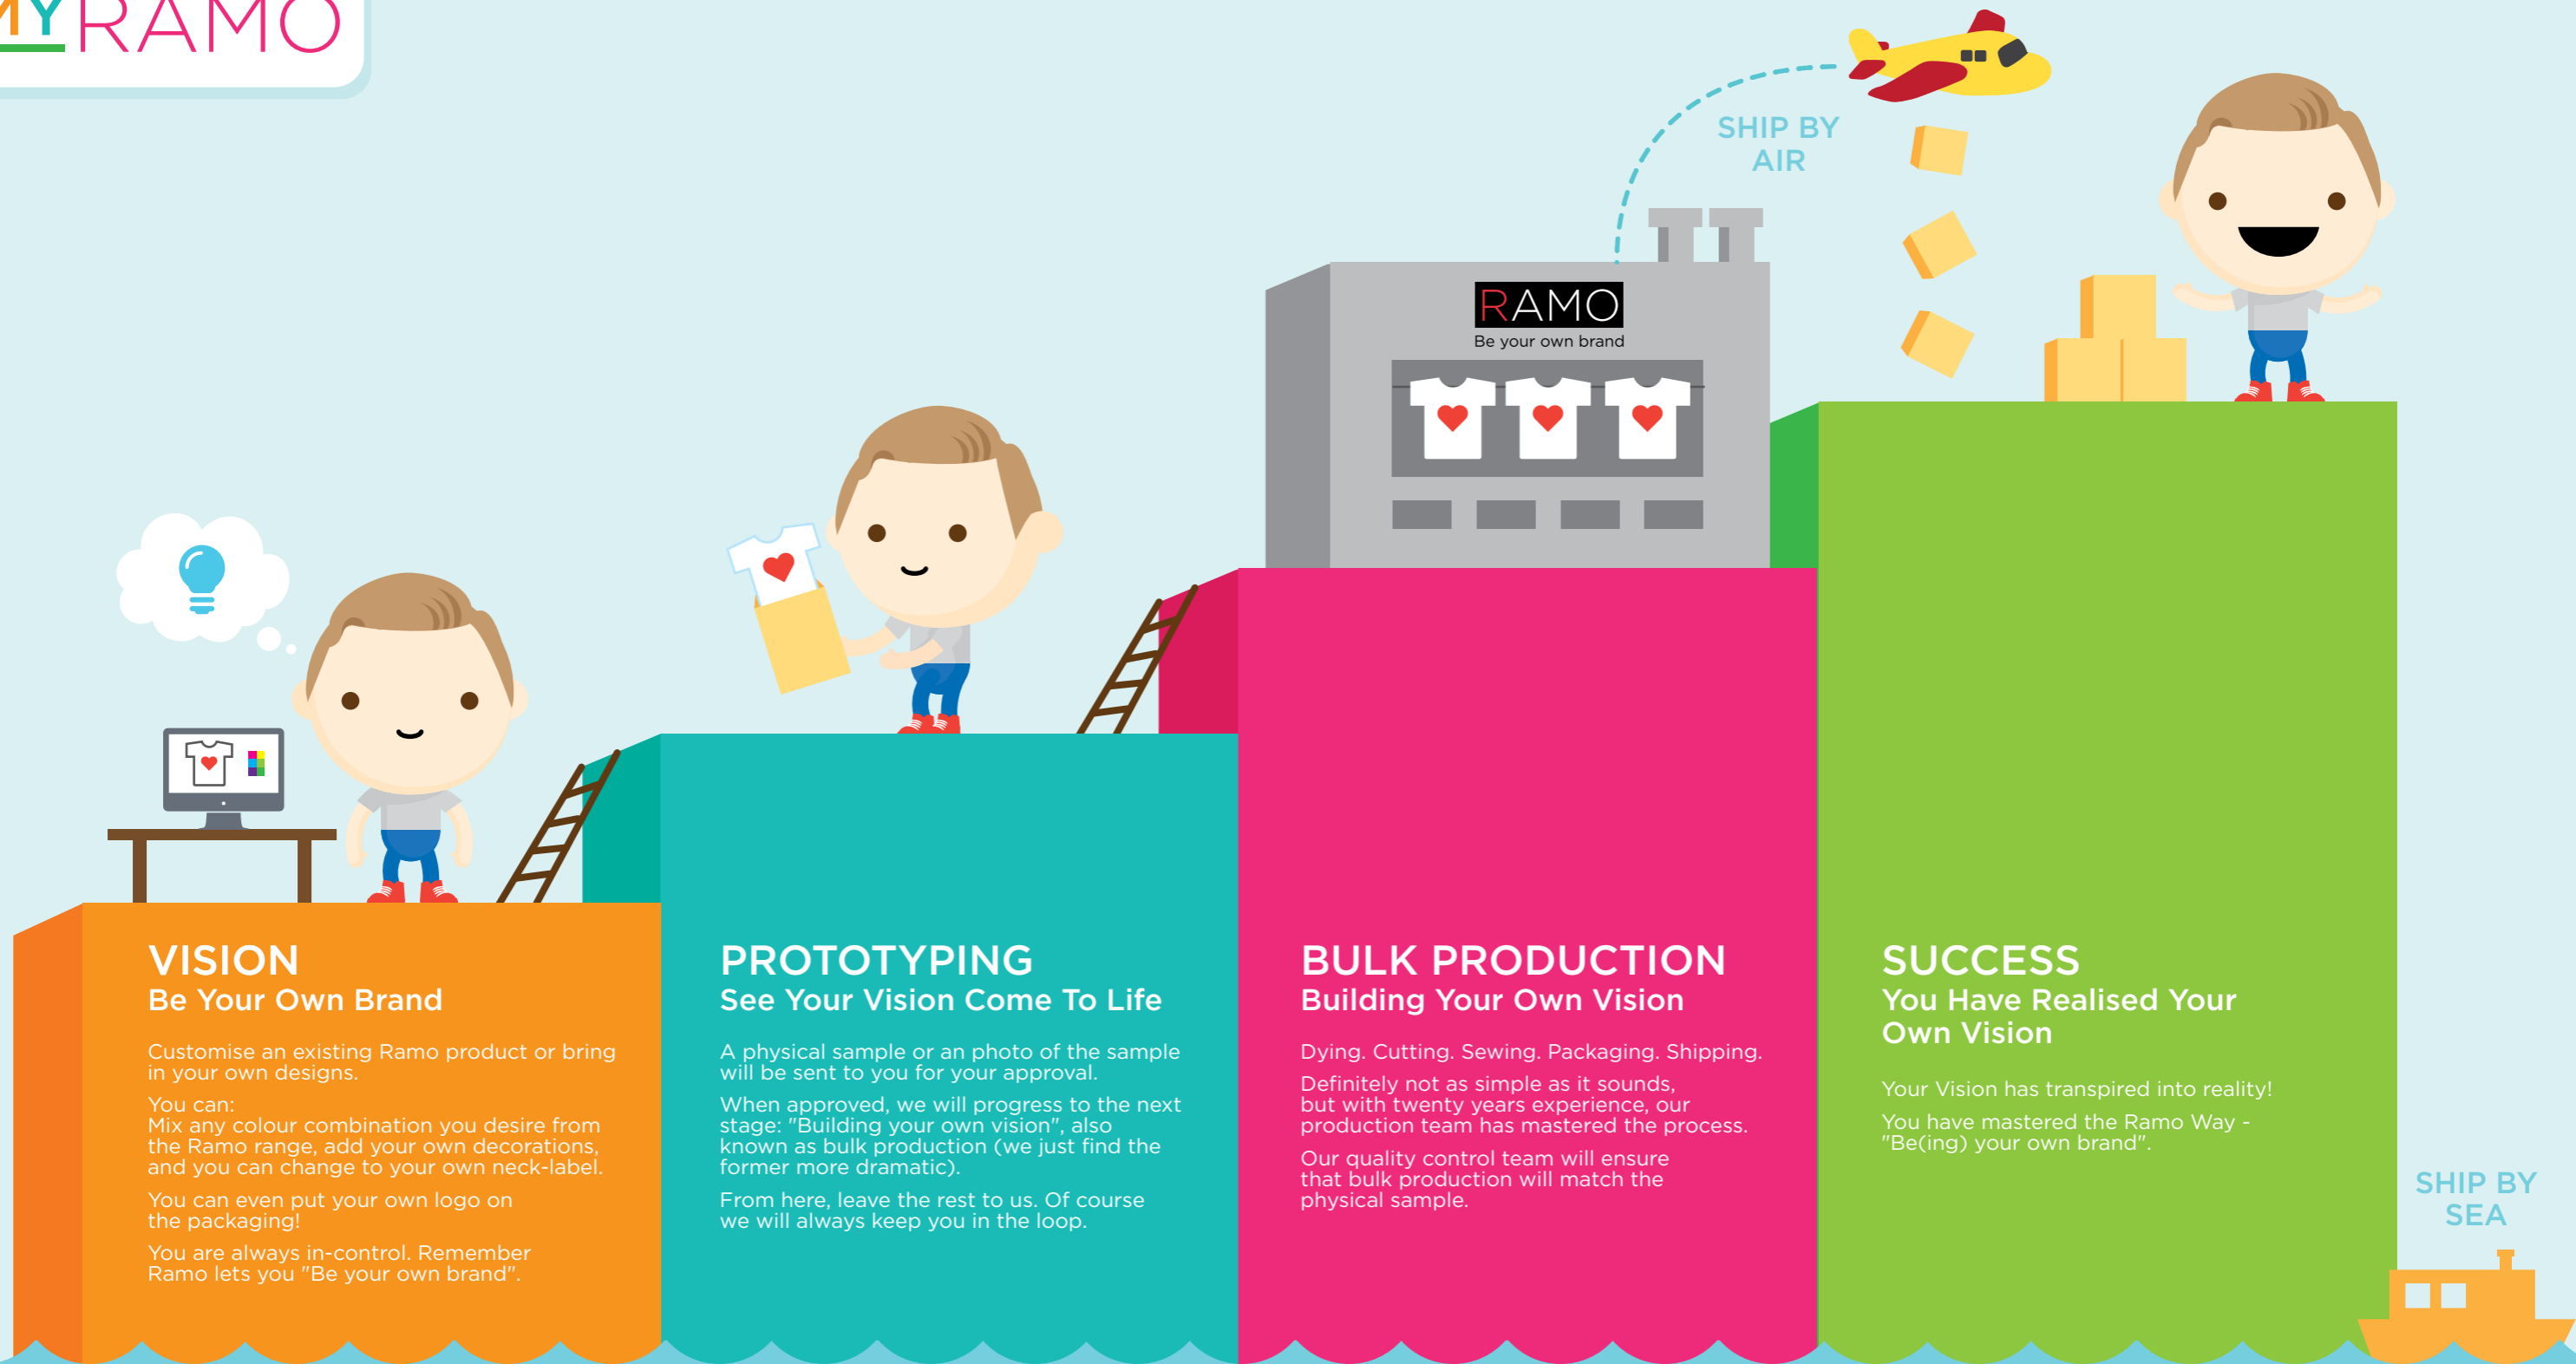 MYRAMO
SHIP BY
AIR
RAMO
Be your own brand
VISION
Be Your Own Brand
Customise an existing Ramo product or bring
in your own designs.
You can:
Mix any colour combination you desire from
the Ramo range, add your own decorations,
and you can change to your own neck-label.
You can even put your own logo on
the packaging!
You are always in-control. Remember
Ramo lets you "Be your own brand".
PROTOTYPING
See Your Vision Come To Life
A physical sample or an photo of the sample
will be sent to you for your approval.
When approved, we will progress to the next
stage: "Building your own vision", also
known as bulk production (we just find the
former more dramatic).
From here, leave the rest to us. Of course
we will always keep you in the loop.
BULK PRODUCTION
Building Your Own Vision
Dying. Cutting. Sewing. Packaging. Shipping.
Definitely not as simple as it sounds,
but with twenty years experience, our
production team has mastered the process.
Our quality control team will ensure
that bulk production will match the
physical sample.
SUCCESS
You Have Realised Your
Own Vision
Your Vision has transpired into reality!
You have mastered the Ramo Way -
"Be(ing) your own brand".
SHIP BY
SEA